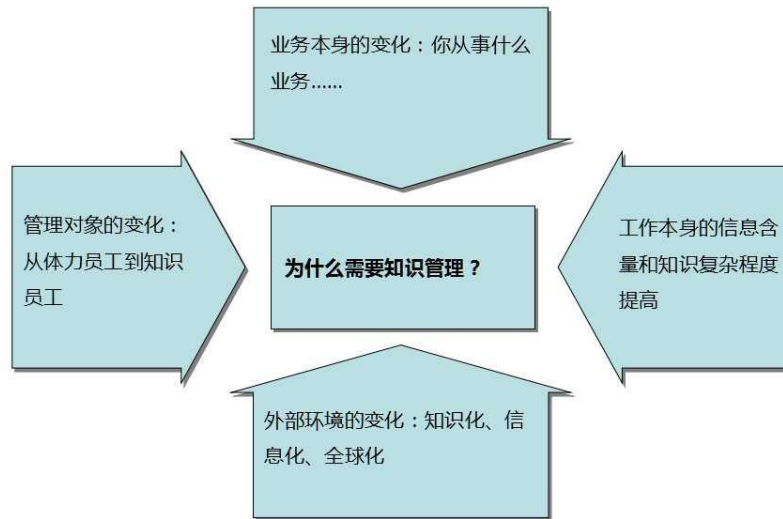 业务本身的变化：你从事什么
业务……
管理对象的变化：
从体力员工到知识
员工
为什么需要知识管理？
工作本身的信息含
量和知识复杂程度
提高
外部环境的变化：知识化、信
息化、全球化